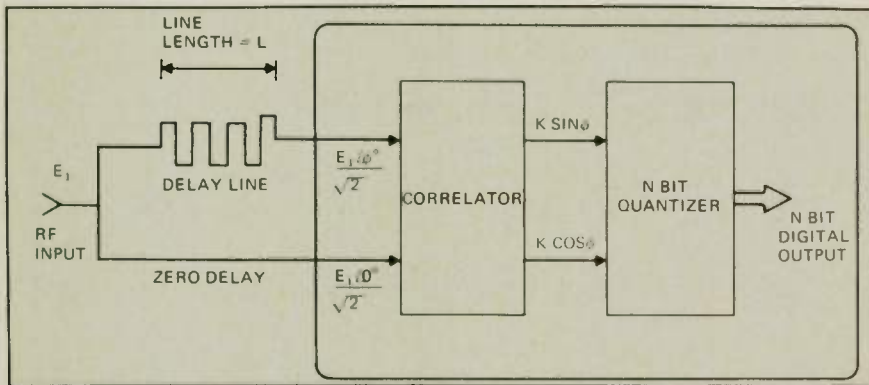 LINE
LENGTH = L
E₁
DELAY LINE
RF
INPUT
ZERO DELAY
E₁∠φ°
√2
E₁∠0°
√2
CORRELATOR
K SINφ
K COSφ
N BIT
QUANTIZER
N BIT
DIGITAL
OUTPUT